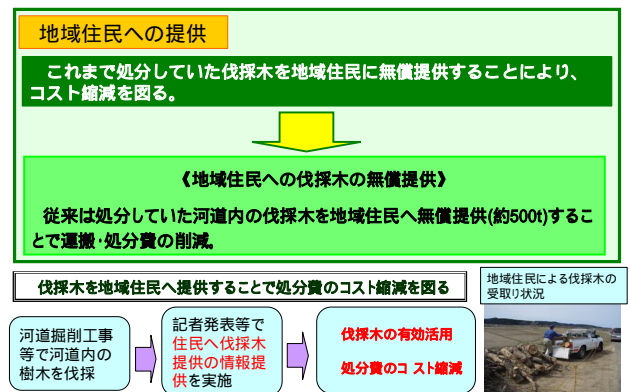 地域住民への提供
これまで処分していた伐採木を地域住民に無償提供することにより、
コスト縮減を図る。
《地域住民への伐採木の無償提供》
従来は処分していた河道内の伐採木を地域住民へ無償提供(約500t)するこ
とで運搬・処分費の削減。
伐採木を地域住民へ提供することで処分費のコスト縮減を図る
地域住民による伐採木の
受取り状況
河道掘削工事
等で河道内の
樹木を伐採
記者発表等で
住民へ伐採木
提供の情報提
供を実施
伐採木の有効活用
処分費のコスト縮減